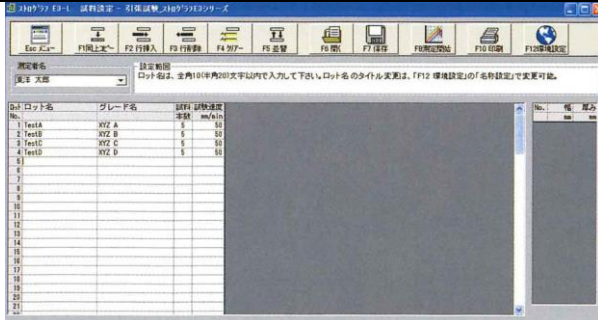 ｽﾄﾛｸﾞﾗﾌ E3-L 試料設定 - 引張試験_ストログラフE3シリーズ
Esc ﾒﾆｭｰ F1同上ｺﾋﾟｰ F2 行挿入 F3 行削除 F4 ｸﾘｱｰ F5 並替 F6 開く F7 保存 F8測定開始 F10 印刷 F12環境設定
測定者名
東洋 太郎
設定範囲
ロット名は、全角10(半角20)文字以内で入力して下さい。ロット名 のタイトル変更は、「F12 環境設定」の「名称設定」で変更可能。
ﾛｯﾄ ロット名 グレード名 試料 試験速度 No. 幅 厚み
No. 本数 mm/min mm mm
1 TestA XYZ A 5 50
2 TestB XYZ B 5 50
3 TestC XYZ C 5 50
4 TestD XYZ D 5 50
5
6
7
8
9
10
11
12
13
14
15
16
17
18
19
20
21